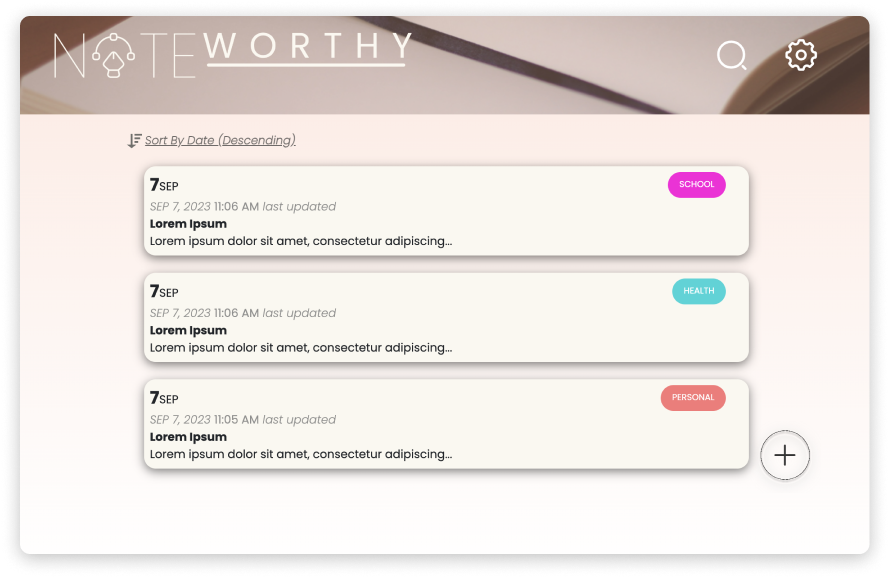 NOTEWORTHY
Sort By Date (Descending)
7SEP
SCHOOL
SEP 7, 2023 11:06 AM last updated
Lorem Ipsum
Lorem ipsum dolor sit amet, consectetur adipiscing...
7SEP
HEALTH
SEP 7, 2023 11:06 AM last updated
Lorem Ipsum
Lorem ipsum dolor sit amet, consectetur adipiscing...
7SEP
PERSONAL
SEP 7, 2023 11:05 AM last updated
Lorem Ipsum
Lorem ipsum dolor sit amet, consectetur adipiscing...